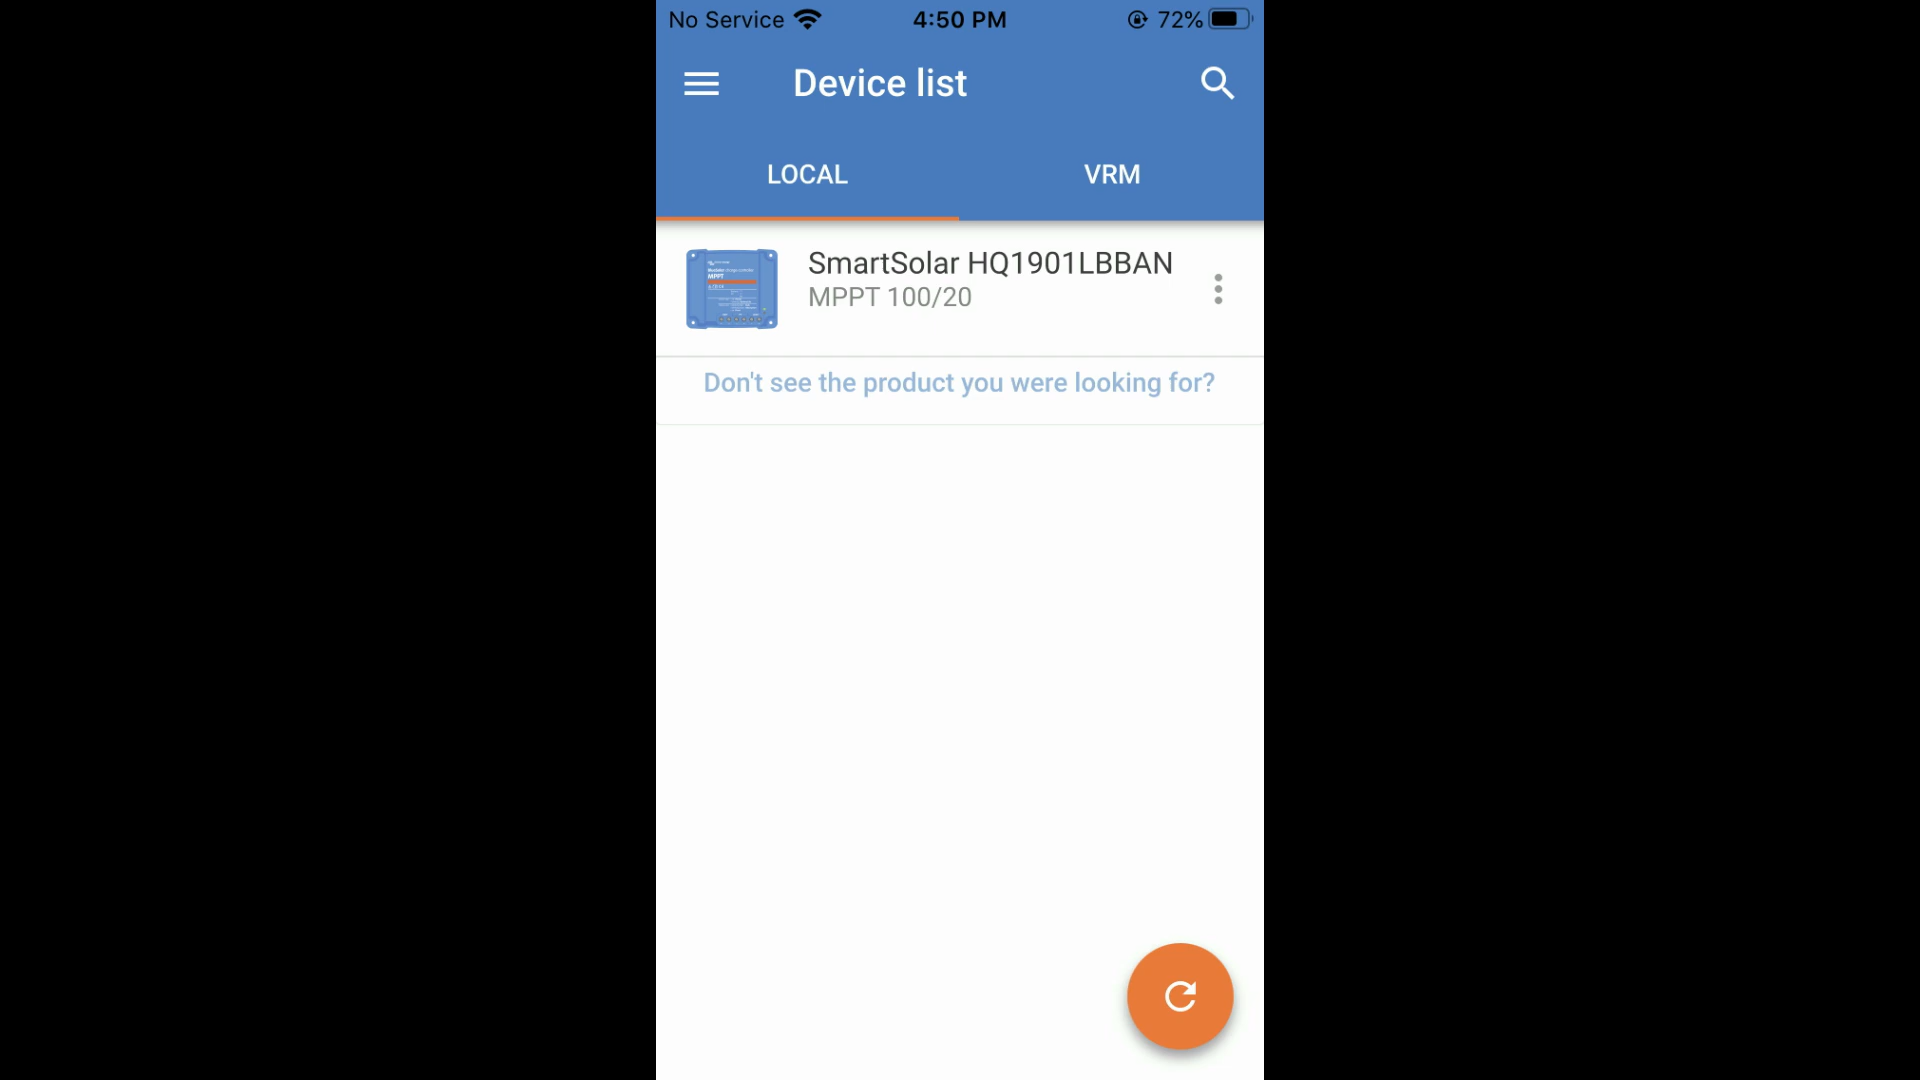 No Service 4:50 PM 72%
Device list
LOCAL VRM
SmartSolar HQ1901LBBAN
MPPT 100/20
MPPT
Don't see the product you were looking for?